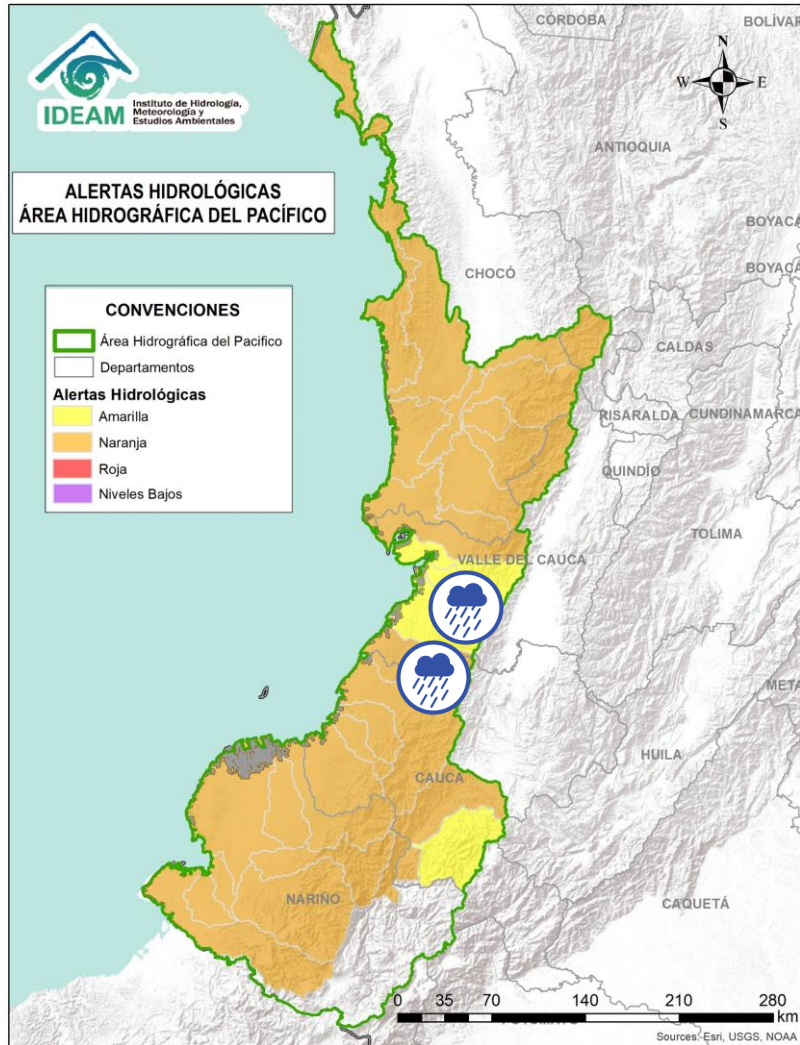 CÓRDOBA
BOLÍVAR
N
W E
S
IDEAM
Instituto de Hidrología,
Meteorología y
Estudios Ambientales
ANTIOQUIA
ALERTAS HIDROLÓGICAS
ÁREA HIDROGRÁFICA DEL PACÍFICO
BOYACÁ
BOYACÁ
CHOCÓ
CONVENCIONES
Área Hidrográfica del Pacifico
Departamentos
Alertas Hidrológicas
Amarilla
Naranja
Roja
Niveles Bajos
CALDAS
RISARALDA
CUNDINAMARCA
QUINDÍO
TOLIMA
VALLE DEL CAUCA
META
HUILA
CAUCA
NARIÑO
CAQUETÁ
0 35 70 140 210 280
km
Sources: Esri, USGS, NOAA